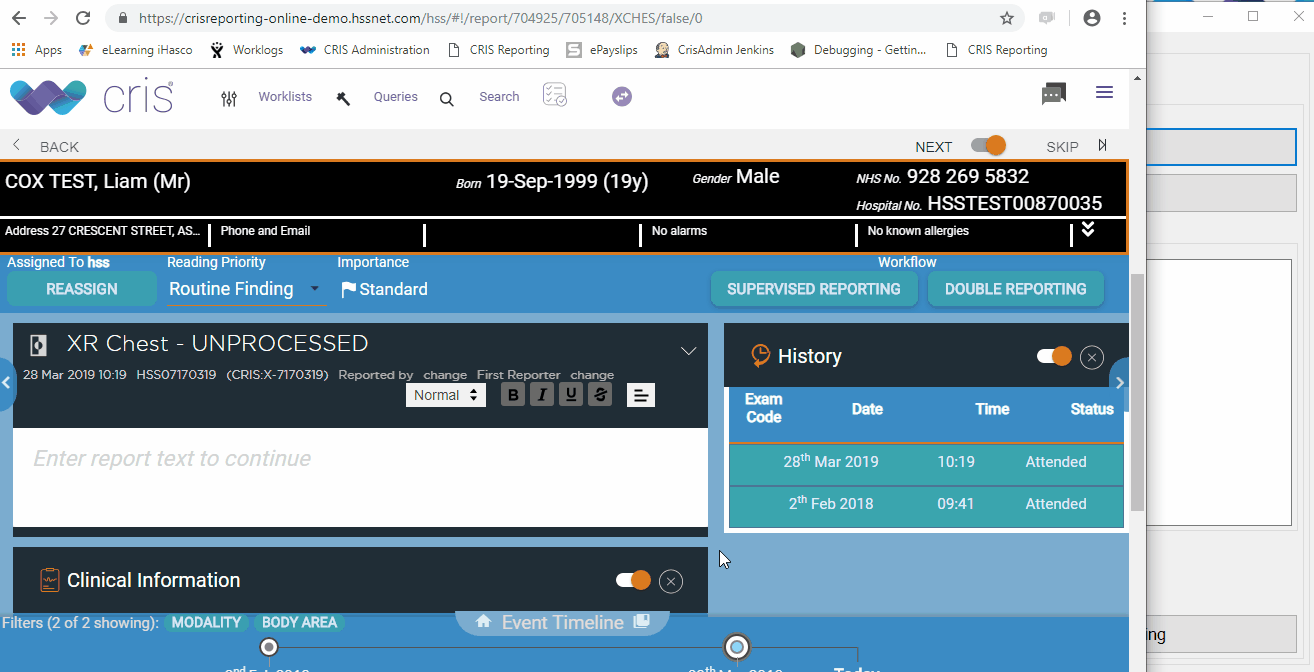 https://crisreporting-online-demo.hssnet.com/hss/#!/report/704925/705148/XCHES/false/0
Apps eLearning iHasco Worklogs CRIS Administration CRIS Reporting ePayslips CrisAdmin Jenkins Debugging - Gettin... CRIS Reporting
cris Worklists Queries Search
BACK NEXT SKIP
COX TEST, Liam (Mr) Born 19-Sep-1999 (19y) Gender Male NHS No. 928 269 5832
Hospital No. HSSTEST00870035
Address 27 CRESCENT STREET, AS... Phone and Email No alarms No known allergies
Assigned To hss Reading Priority Importance Workflow
REASSIGN Routine Finding Standard SUPERVISED REPORTING DOUBLE REPORTING
XR Chest - UNPROCESSED
28 Mar 2019 10:19 HSS07170319 (CRIS:X-7170319) Reported by change First Reporter change
Normal B I U S
Enter report text to continue
History
Exam Code Date Time Status
28th Mar 2019 10:19 Attended
2th Feb 2018 09:41 Attended
Clinical Information
Filters (2 of 2 showing): MODALITY BODY AREA Event Timeline
ing